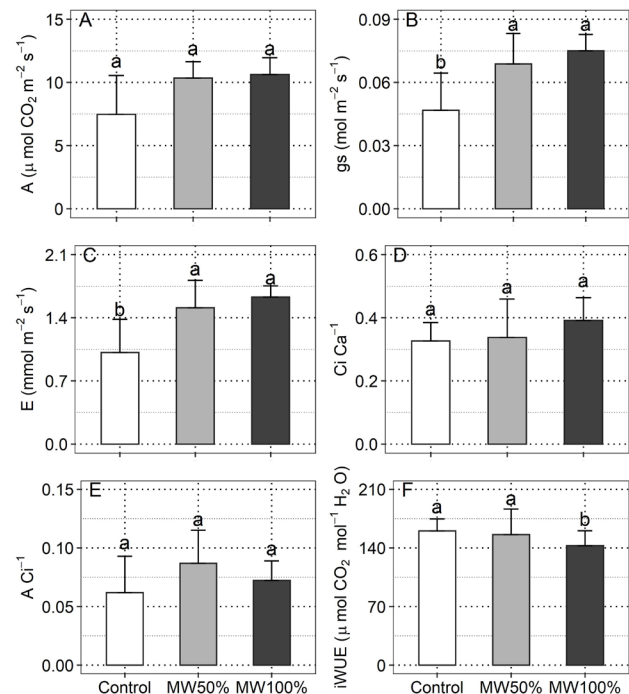 A
A (μ mol CO₂ m⁻² s⁻¹)
15
10
5
0
a
a
a
B
gs (mol m⁻² s⁻¹)
0.09
0.06
0.03
0.00
b
a
a
C
E (mmol m⁻² s⁻¹)
2.1
1.4
0.7
0.0
b
a
a
D
Ci Ca⁻¹
0.6
0.4
0.2
0.0
a
a
a
E
A Ci⁻¹
0.15
0.10
0.05
0.00
a
a
a
Control MW50% MW100%
F
iWUE (μ mol CO₂ mol⁻¹ H₂ O)
210
140
70
0
a
a
b
Control MW50% MW100%